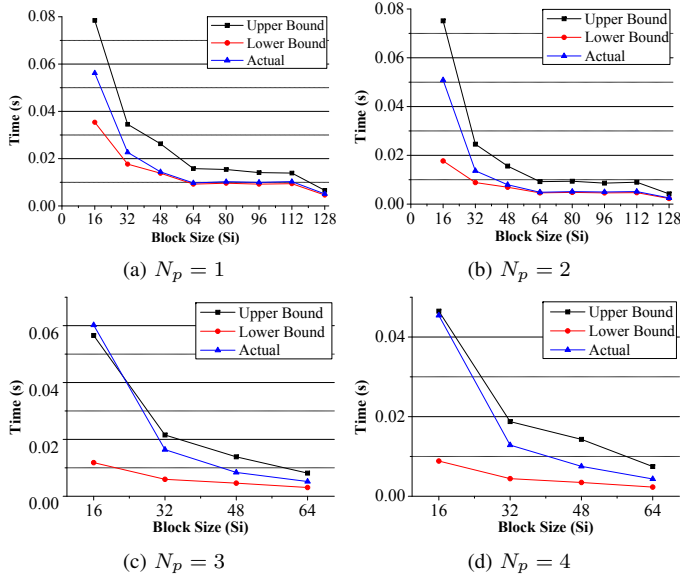 0.08
0.06
0.04
0.02
0.00
Time (s)
Upper Bound
Lower Bound
Actual
0 16 32 48 64 80 96 112 128
Block Size (Si)
(a) N_p = 1
0.08
0.06
0.04
0.02
0.00
Time (s)
Upper Bound
Lower Bound
Actual
0 16 32 48 64 80 96 112 128
Block Size (Si)
(b) N_p = 2
0.06
0.04
0.02
0.00
Time (s)
Upper Bound
Lower Bound
Actual
16 32 48 64
Block Size (Si)
(c) N_p = 3
0.04
0.02
0.00
Time (s)
Upper Bound
Lower Bound
Actual
16 32 48 64
Block Size (Si)
(d) N_p = 4